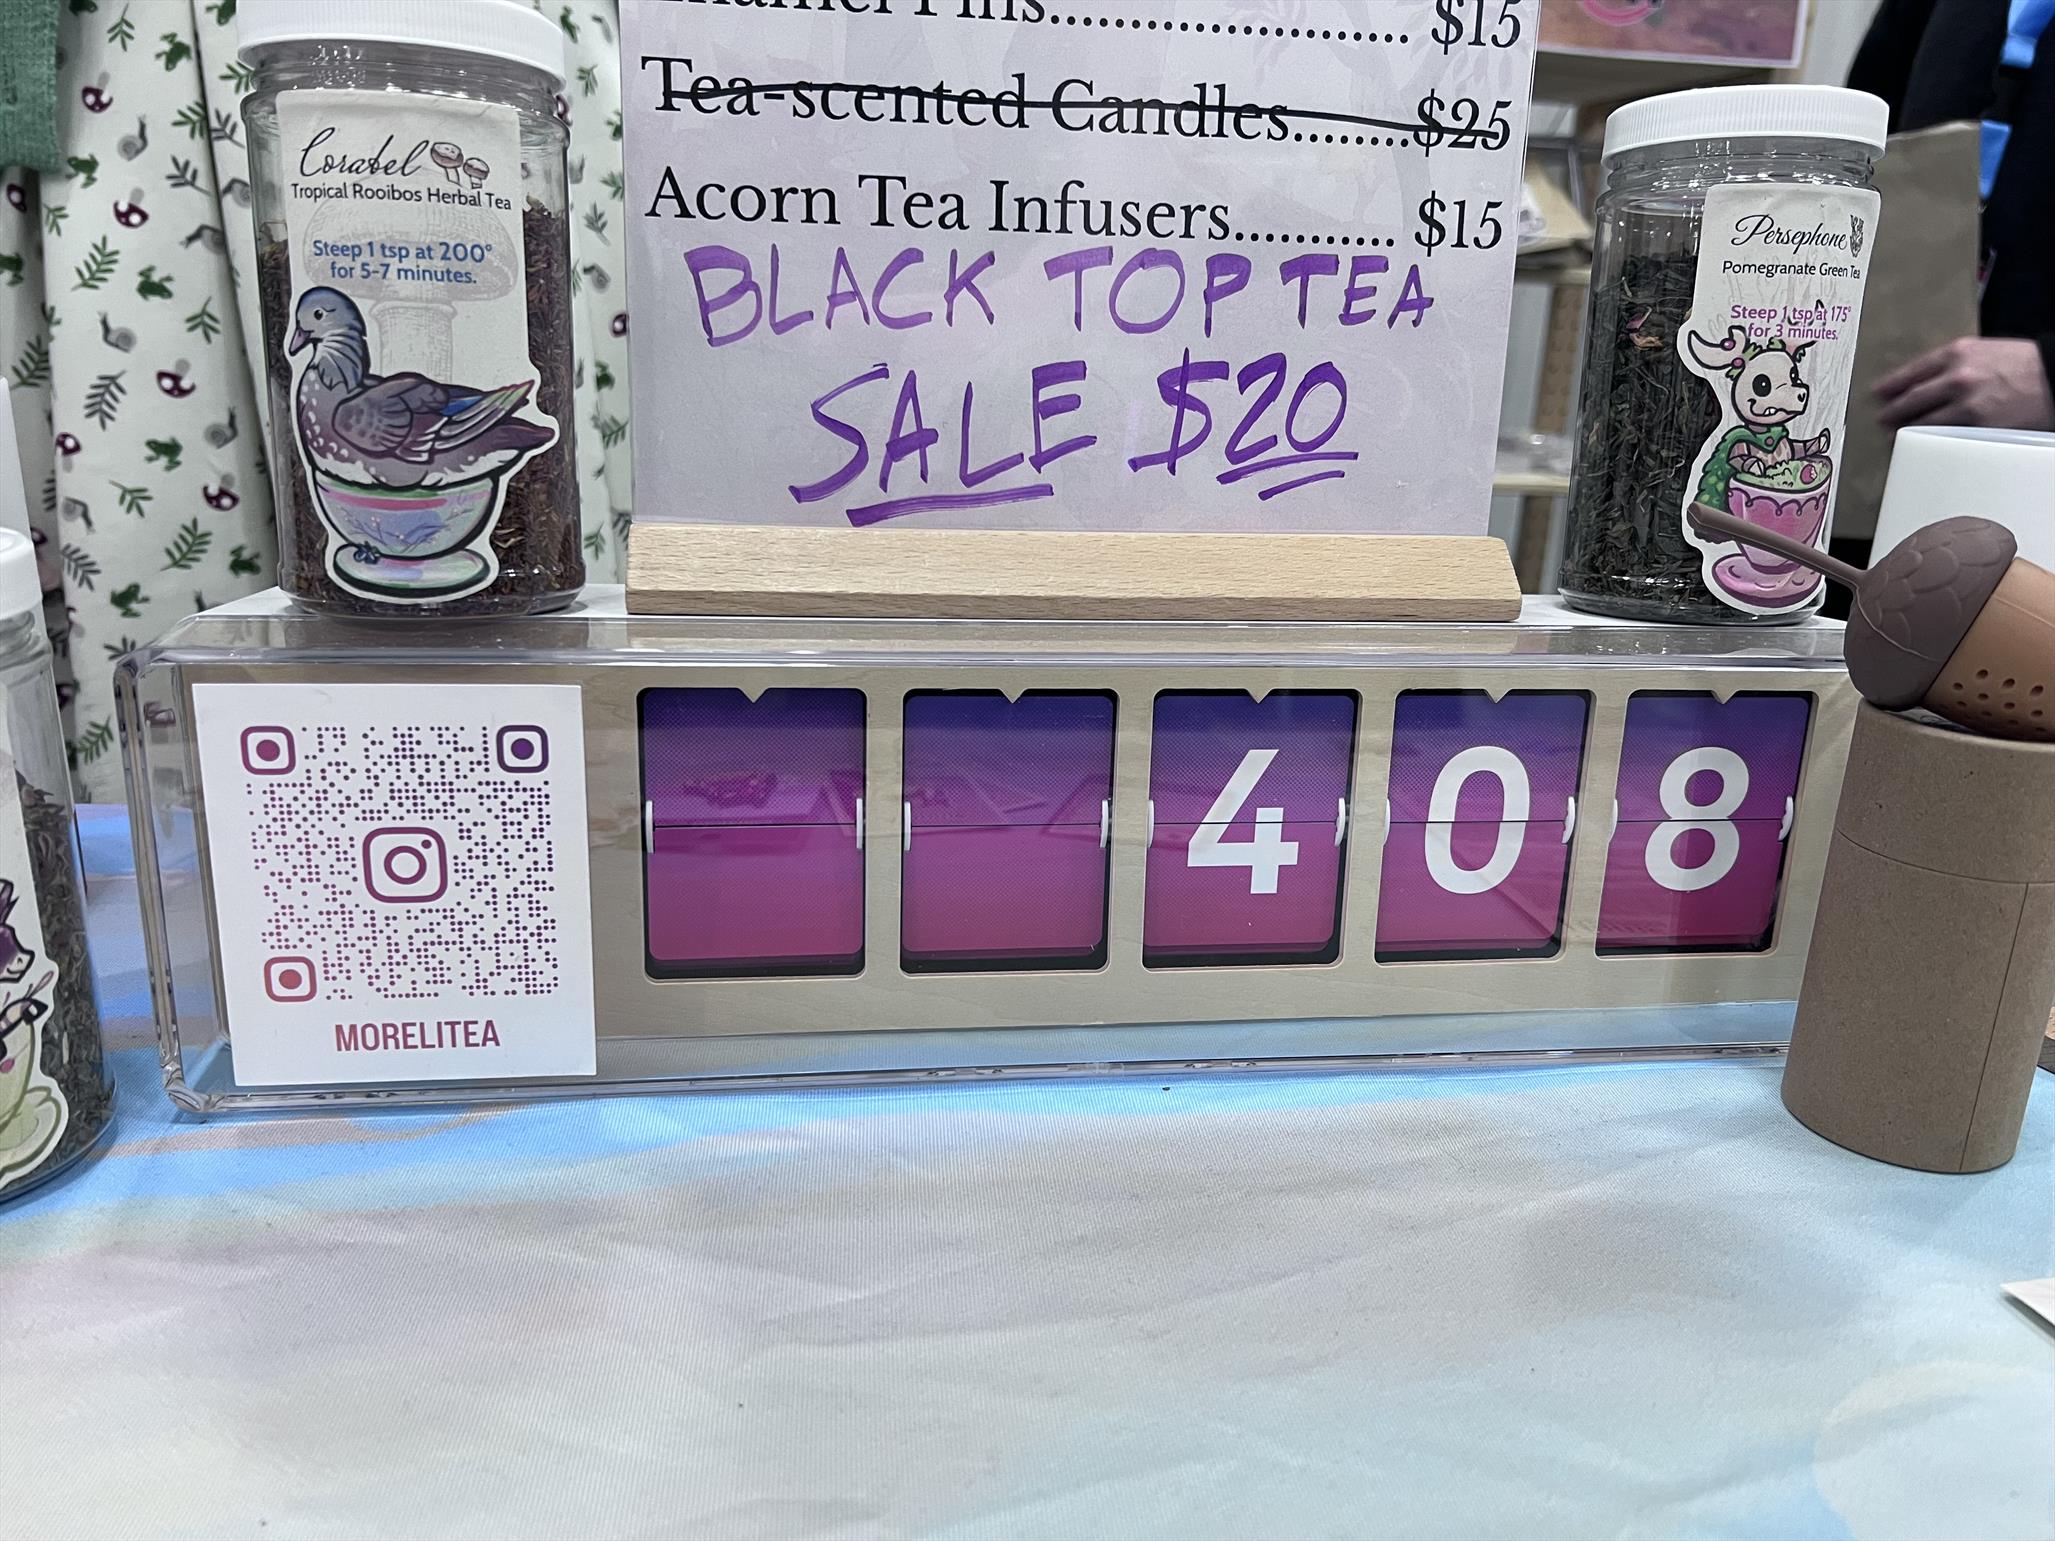 Enamel Pins.......................... $15
Tea-scented Candles........$25
Acorn Tea Infusers............ $15
BLACK TOP TEA
SALE $20
Corabel
Tropical Rooibos Herbal Tea
Steep 1 tsp at 200°
for 5-7 minutes.
Persephone
Pomegranate Green Tea
Steep 1 tsp at 175°
for 3 minutes.
MORELITEA
408